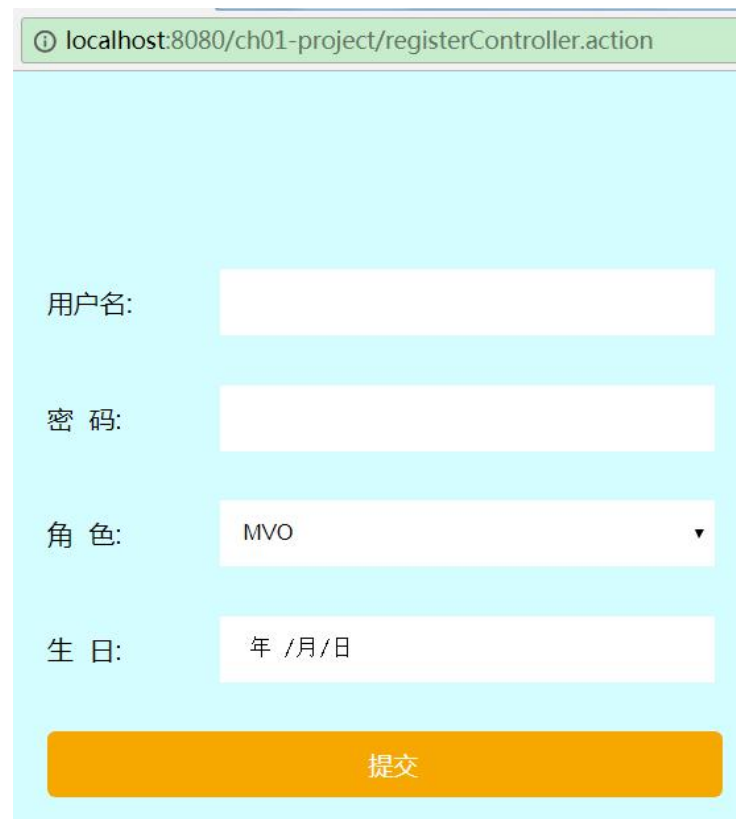 localhost:8080/ch01-project/registerController.action
用户名:
密 码:
角 色: MVO
生 日: 年 /月/日
提交